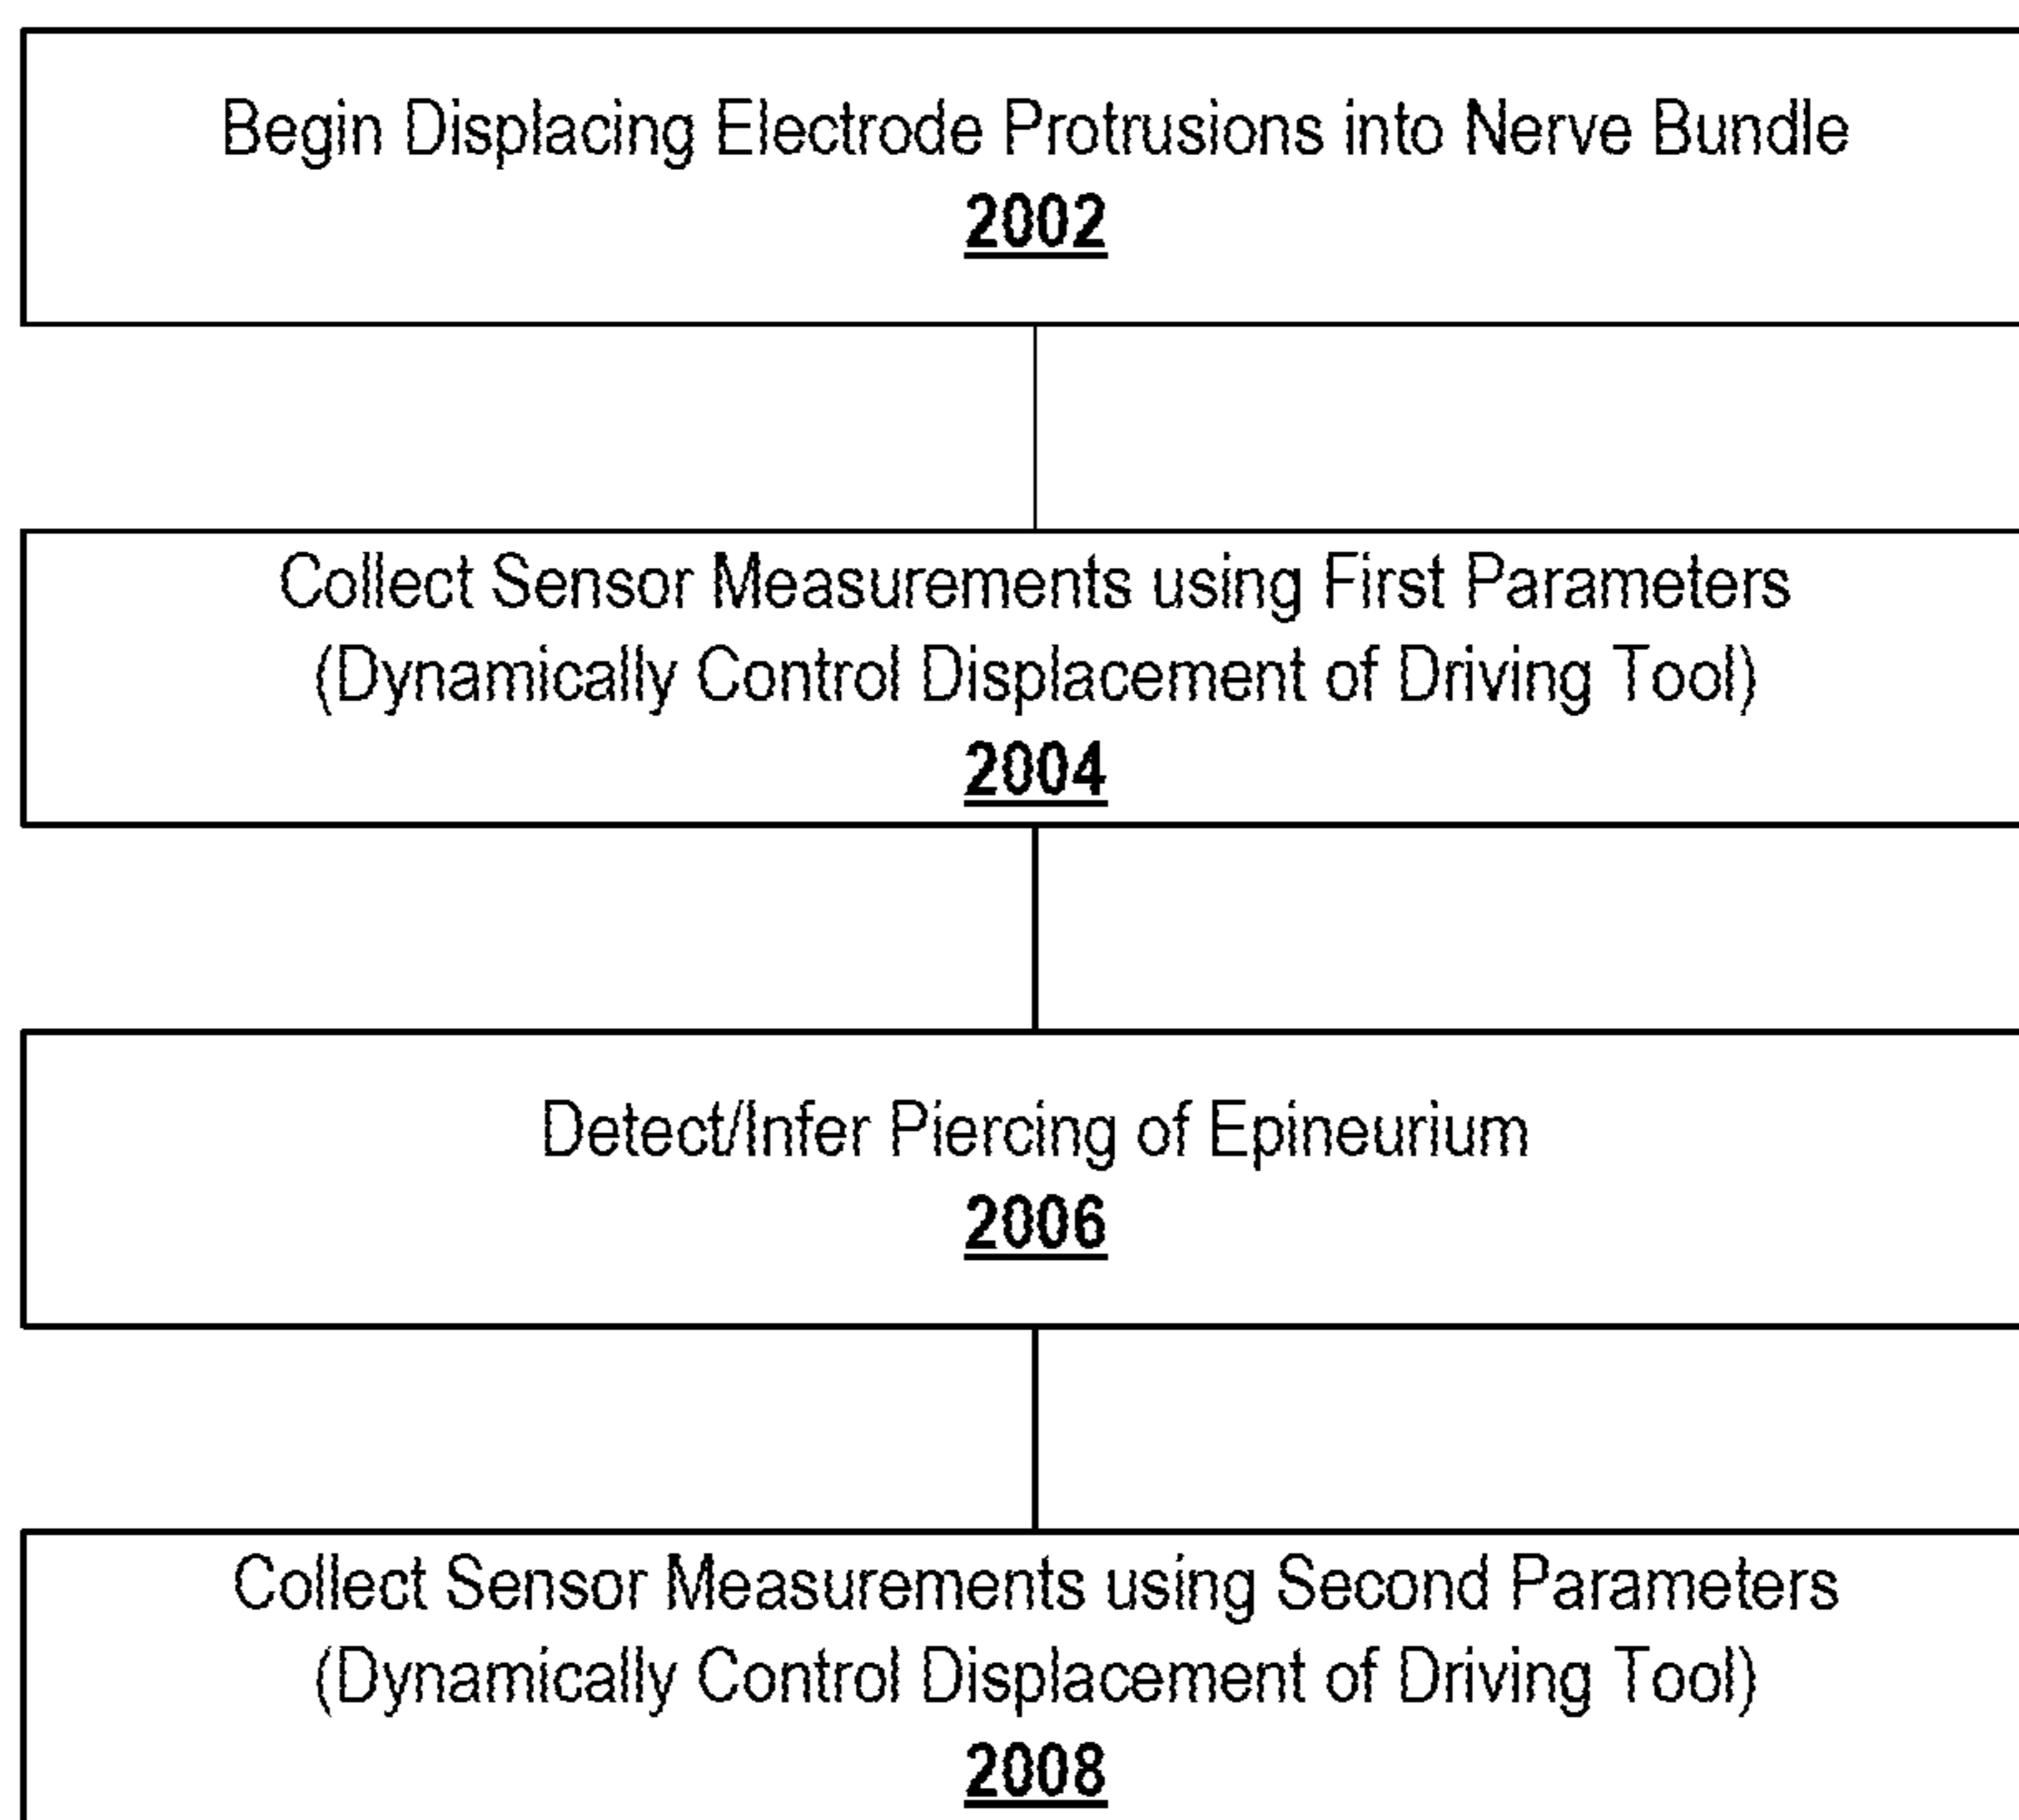 Begin Displacing Electrode Protrusions into Nerve Bundle
2002
Collect Sensor Measurements using First Parameters
(Dynamically Control Displacement of Driving Tool)
2004
Detect/Infer Piercing of Epineurium
2006
Collect Sensor Measurements using Second Parameters
(Dynamically Control Displacement of Driving Tool)
2008